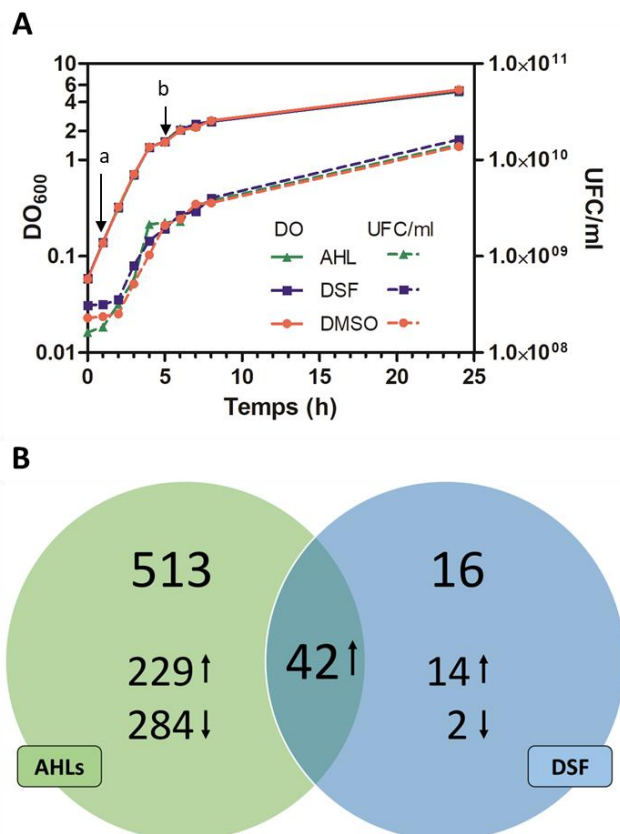 A
DO600
10
6
4
2
1
0.1
0.01
a
b
1.0×10^11
1.0×10^10
1.0×10^09
1.0×10^08
UFC/ml
DO UFC/ml
AHL
DSF
DMSO
0 5 10 15 20 25
Temps (h)
B
513
229↑
284↓
42↑
16
14↑
2↓
AHLs
DSF